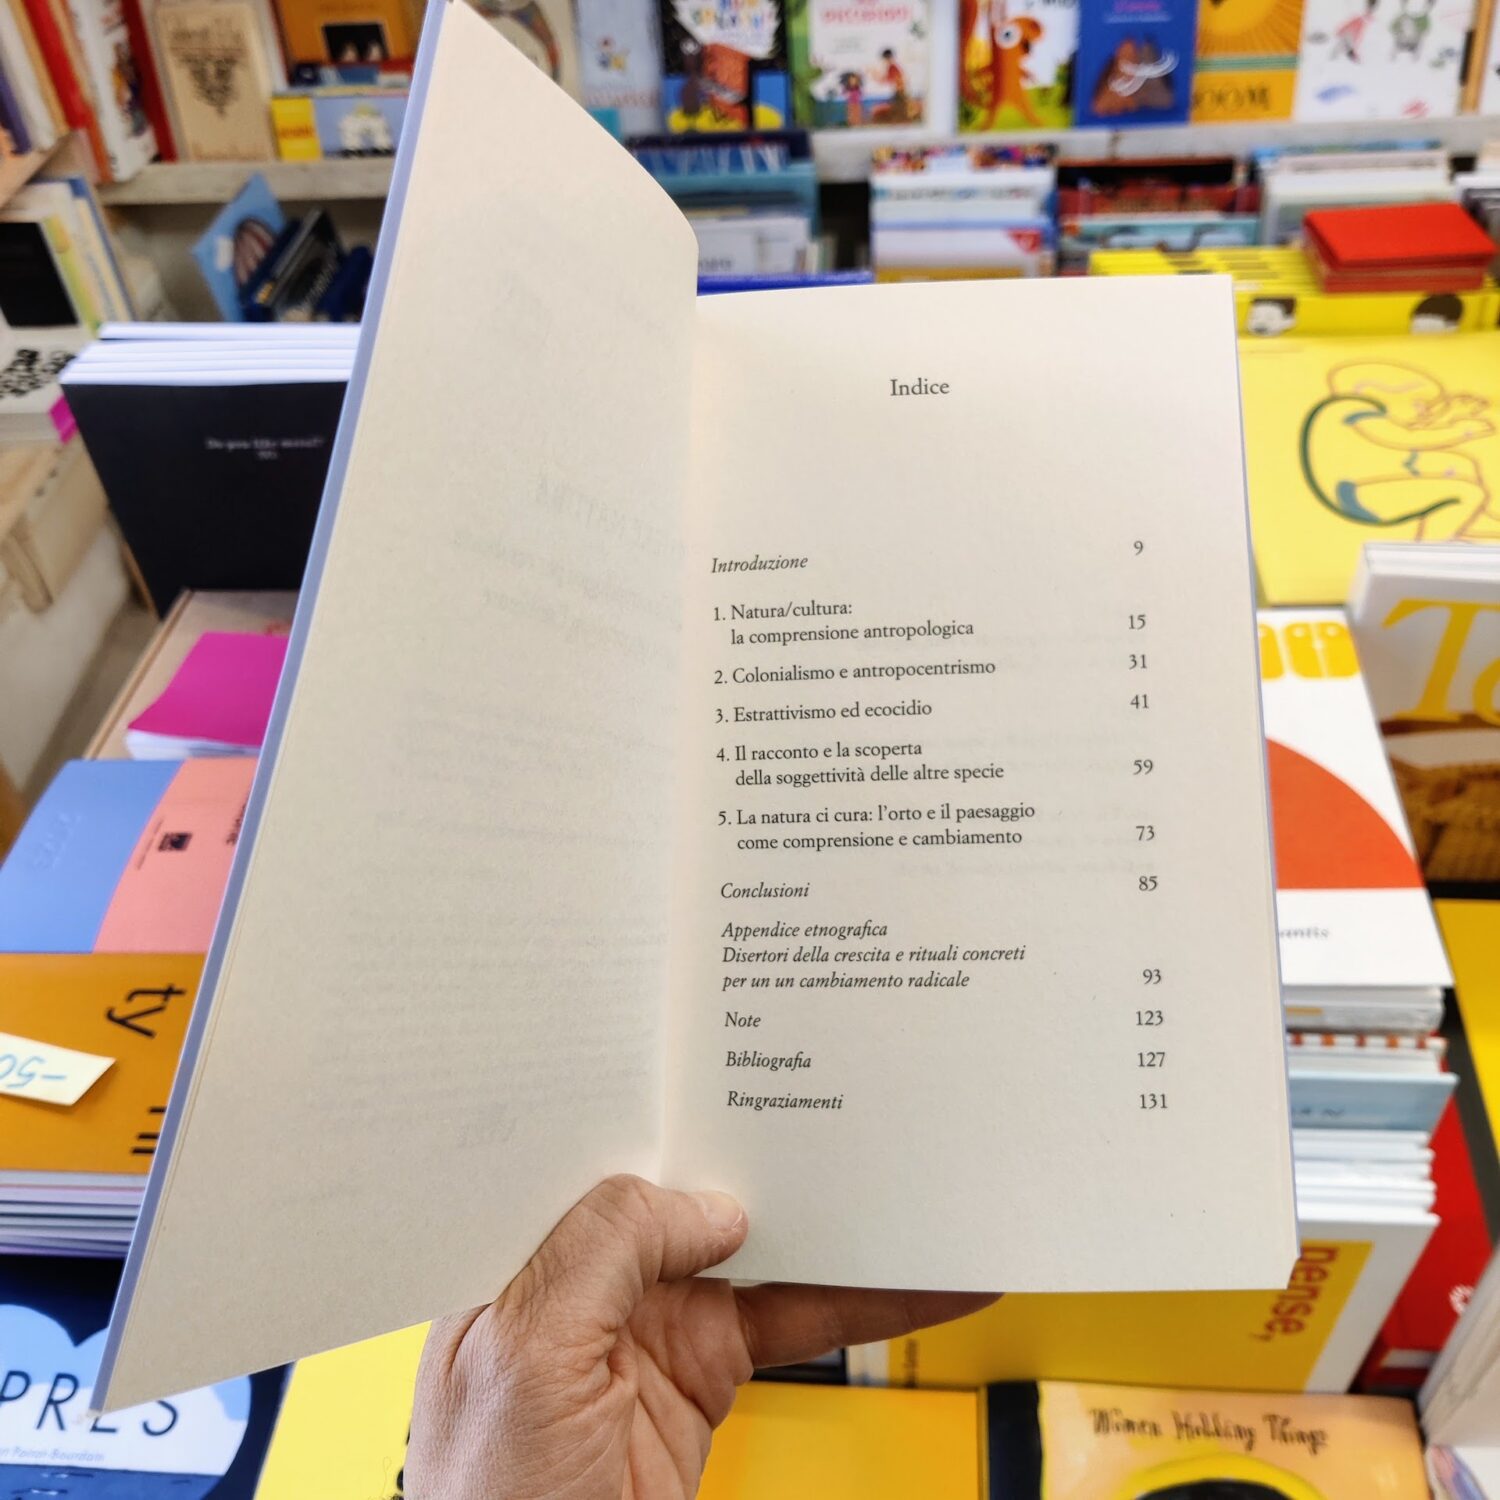 Indice
Introduzione 9
1. Natura/cultura:
la comprensione antropologica 15
2. Colonialismo e antropocentrismo 31
3. Estrattivismo ed ecocidio 41
4. Il racconto e la scoperta
della soggettività delle altre specie 59
5. La natura ci cura: l'orto e il paesaggio
come comprensione e cambiamento 73
Conclusioni 85
Appendice etnografica
Disertori della crescita e rituali concreti
per un un cambiamento radicale 93
Note 123
Bibliografia 127
Ringraziamenti 131
ty
-50
nense,
Women Holding Things